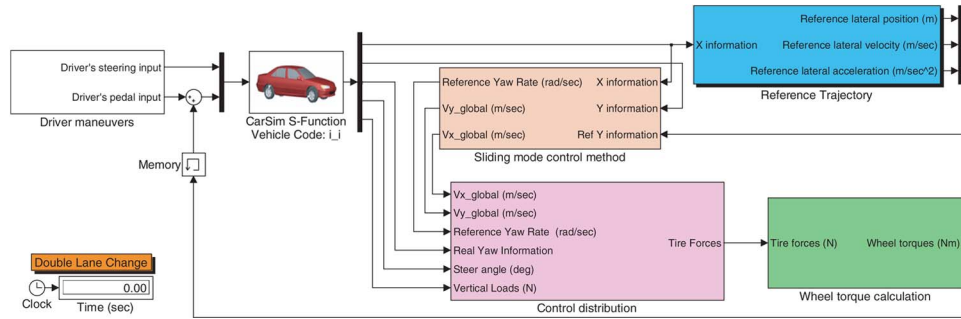 Driver's steering input
Driver's pedal input
Driver maneuvers
CarSim S-Function
Vehicle Code: i_i
Reference Yaw Rate (rad/sec)
Vy_global (m/sec)
Vx_global (m/sec)
X information
Y information
Ref Y information
Sliding mode control method
X information
Reference lateral position (m)
Reference lateral velocity (m/sec)
Reference lateral acceleration (m/sec^2)
Reference Trajectory
Memory
Vx_global (m/sec)
Vy_global (m/sec)
Reference Yaw Rate (rad/sec)
Real Yaw Information
Steer angle (deg)
Vertical Loads (N)
Tire Forces
Control distribution
Tire forces (N)
Wheel torques (Nm)
Wheel torque calculation
Double Lane Change
0.00
Clock
Time (sec)